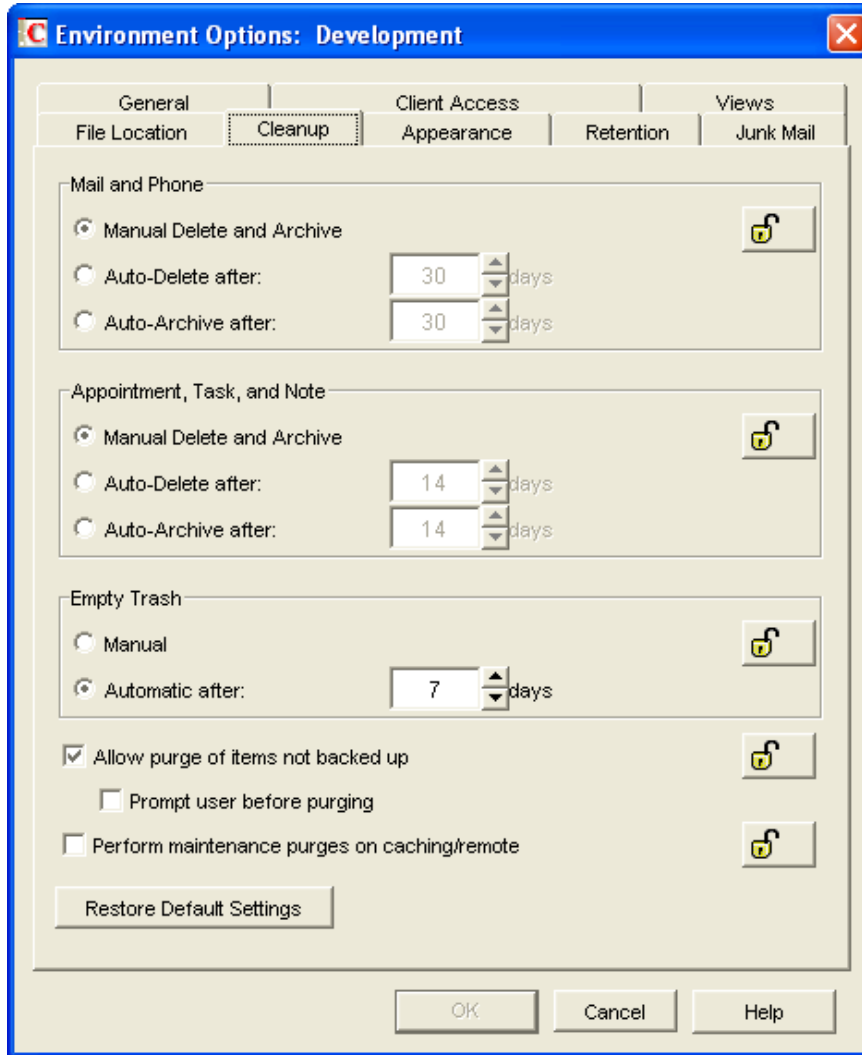 C Environment Options: Development
General Client Access Views
File Location Cleanup Appearance Retention Junk Mail
Mail and Phone
Manual Delete and Archive
Auto-Delete after: 30 days
Auto-Archive after: 30 days
Appointment, Task, and Note
Manual Delete and Archive
Auto-Delete after: 14 days
Auto-Archive after: 14 days
Empty Trash
Manual
Automatic after: 7 days
Allow purge of items not backed up
Prompt user before purging
Perform maintenance purges on caching/remote
Restore Default Settings
OK Cancel Help